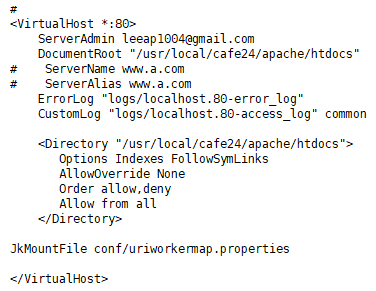 #
<VirtualHost *:80>
    ServerAdmin leeap1004@gmail.com
    DocumentRoot "/usr/local/cafe24/apache/htdocs"
#    ServerName www.a.com
#    ServerAlias www.a.com
    ErrorLog "logs/localhost.80-error_log"
    CustomLog "logs/localhost.80-access_log" common

    <Directory "/usr/local/cafe24/apache/htdocs">
       Options Indexes FollowSymLinks
       AllowOverride None
       Order allow,deny
       Allow from all
    </Directory>

JkMountFile conf/uriworkermap.properties

</VirtualHost>